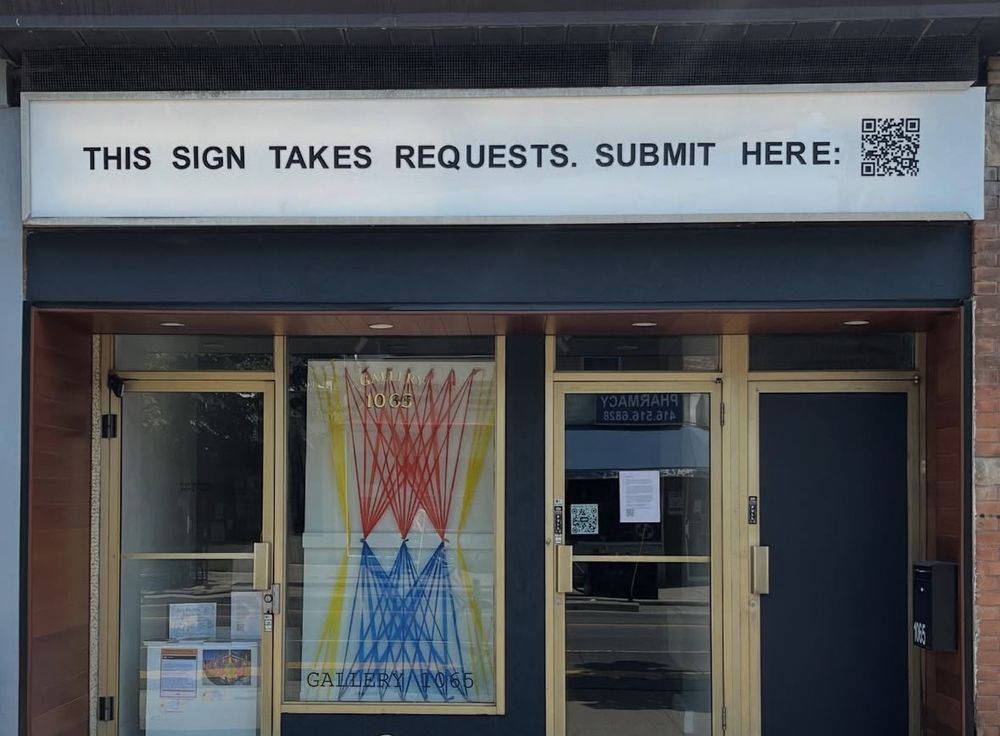 THIS SIGN TAKES REQUESTS. SUBMIT HERE:
GALLERY
1065
PHARMACY
416.516.6828
GALLERY 1065
1065